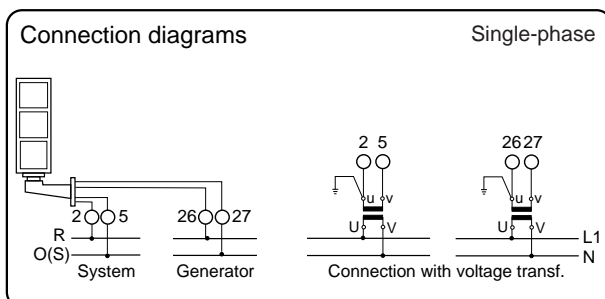 Connection diagrams Single-phase
2 5 26 27
u v u v
2 5 26 27
U V U V
R L1
O(S) N
System Generator Connection with voltage transf.